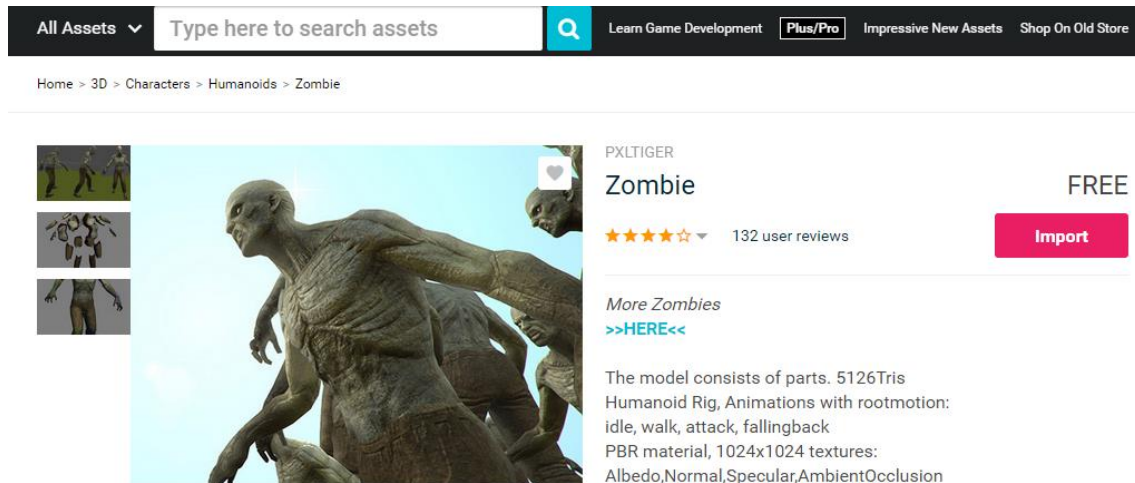 All Assets
Type here to search assets
Learn Game Development
Plus/Pro
Impressive New Assets
Shop On Old Store
Home > 3D > Characters > Humanoids > Zombie
PXLTIGER
Zombie
FREE
132 user reviews
Import
More Zombies
>>HERE<<
The model consists of parts. 5126Tris
Humanoid Rig, Animations with rootmotion:
idle, walk, attack, fallingback
PBR material, 1024x1024 textures:
Albedo,Normal,Specular,AmbientOcclusion